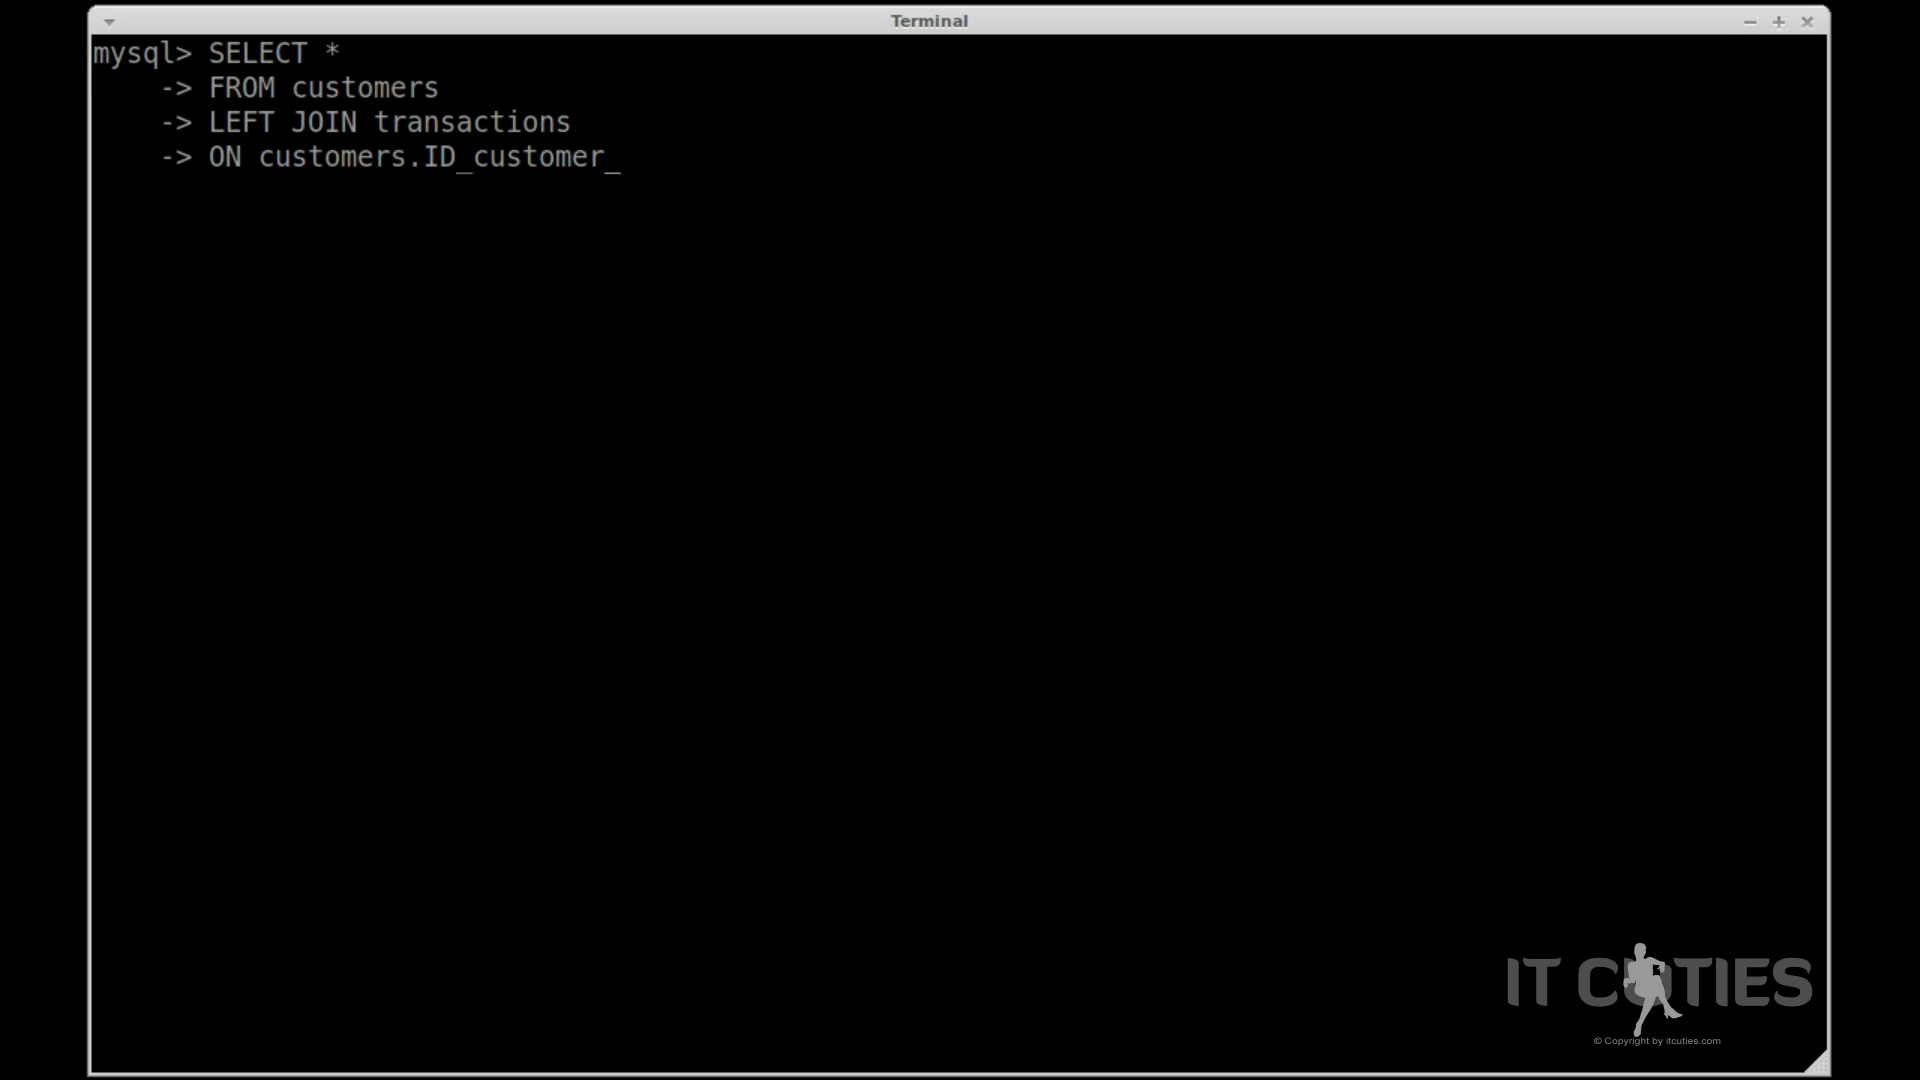 Terminal
mysql> SELECT *
    -> FROM customers
    -> LEFT JOIN transactions
    -> ON customers.ID_customer_
IT CUTIES
© Copyright by itcuties.com